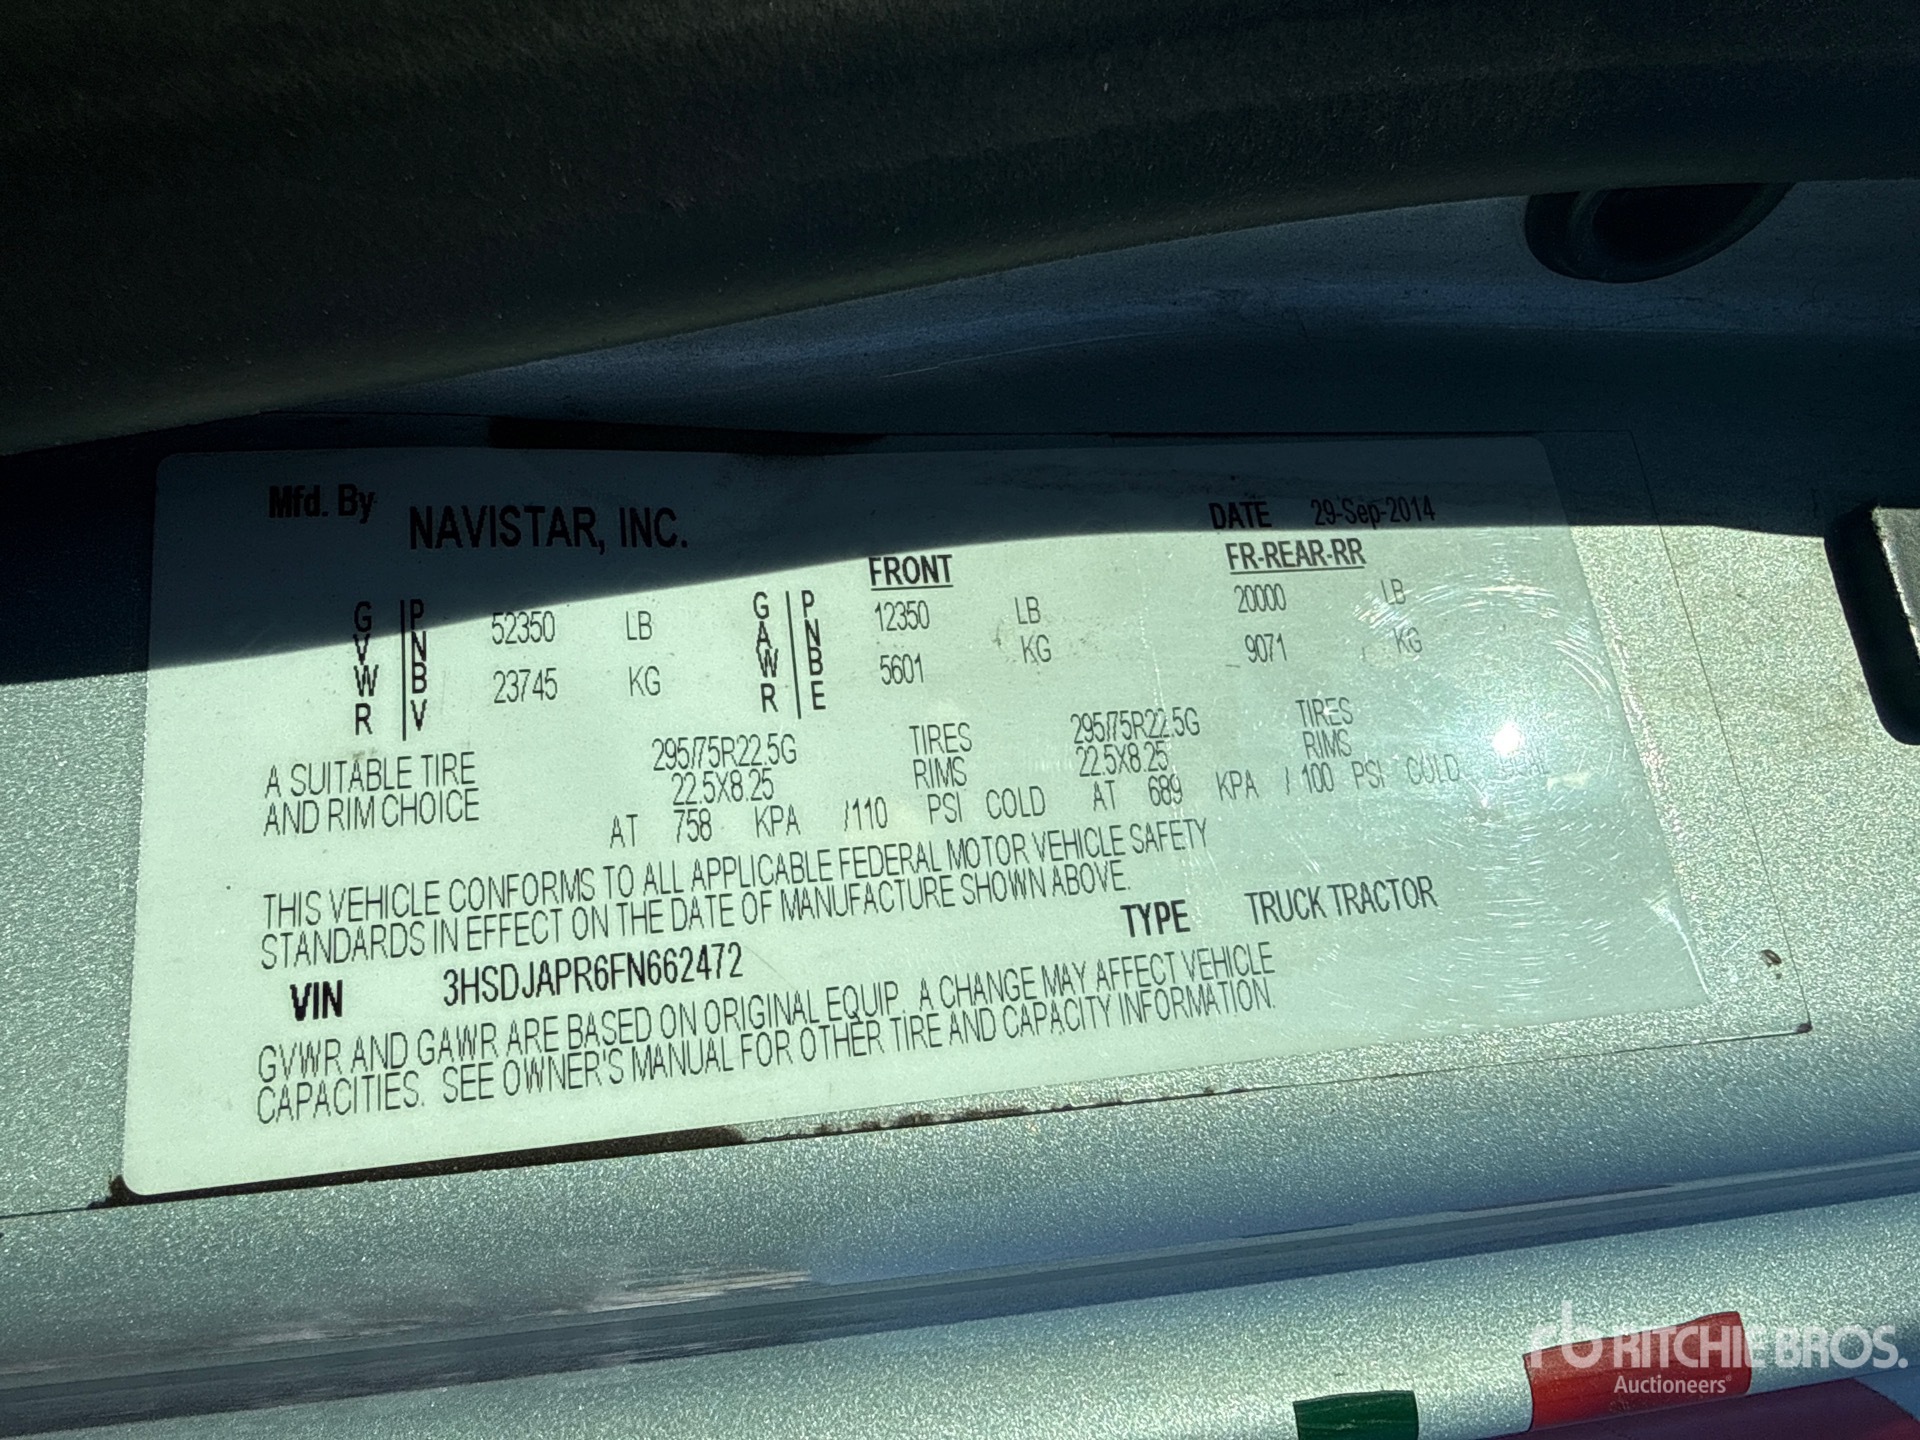 Mfd. By NAVISTAR, INC. DATE 29-Sep-2014
FRONT FR-REAR-RR
GVWR PNBV 52350 LB GAWR PNBE 12350 LB 20000 LB
23745 KG 5601 KG 9071 KG
A SUITABLE TIRE 295/75R22.5G TIRES 295/75R22.5G TIRES
AND RIM CHOICE 22.5X8.25 RIMS 22.5X8.25 RIMS
AT 758 KPA /110 PSI COLD AT 689 KPA / 100 PSI COLD
THIS VEHICLE CONFORMS TO ALL APPLICABLE FEDERAL MOTOR VEHICLE SAFETY
STANDARDS IN EFFECT ON THE DATE OF MANUFACTURE SHOWN ABOVE.
VIN 3HSDJAPR6FN662472 TYPE TRUCK TRACTOR
GVWR AND GAWR ARE BASED ON ORIGINAL EQUIP. A CHANGE MAY AFFECT VEHICLE
CAPACITIES. SEE OWNER'S MANUAL FOR OTHER TIRE AND CAPACITY INFORMATION.
rb RITCHIE BROS.
Auctioneers